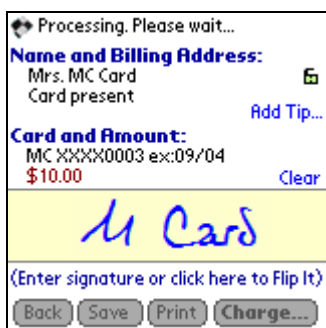 Processing. Please wait...
Name and Billing Address:
Mrs. MC Card
Card present
Add Tip...
Card and Amount:
MC XXXX0003 ex:09/04
$10.00 Clear
M Card
(Enter signature or click here to Flip It)
Back Save Print Charge...